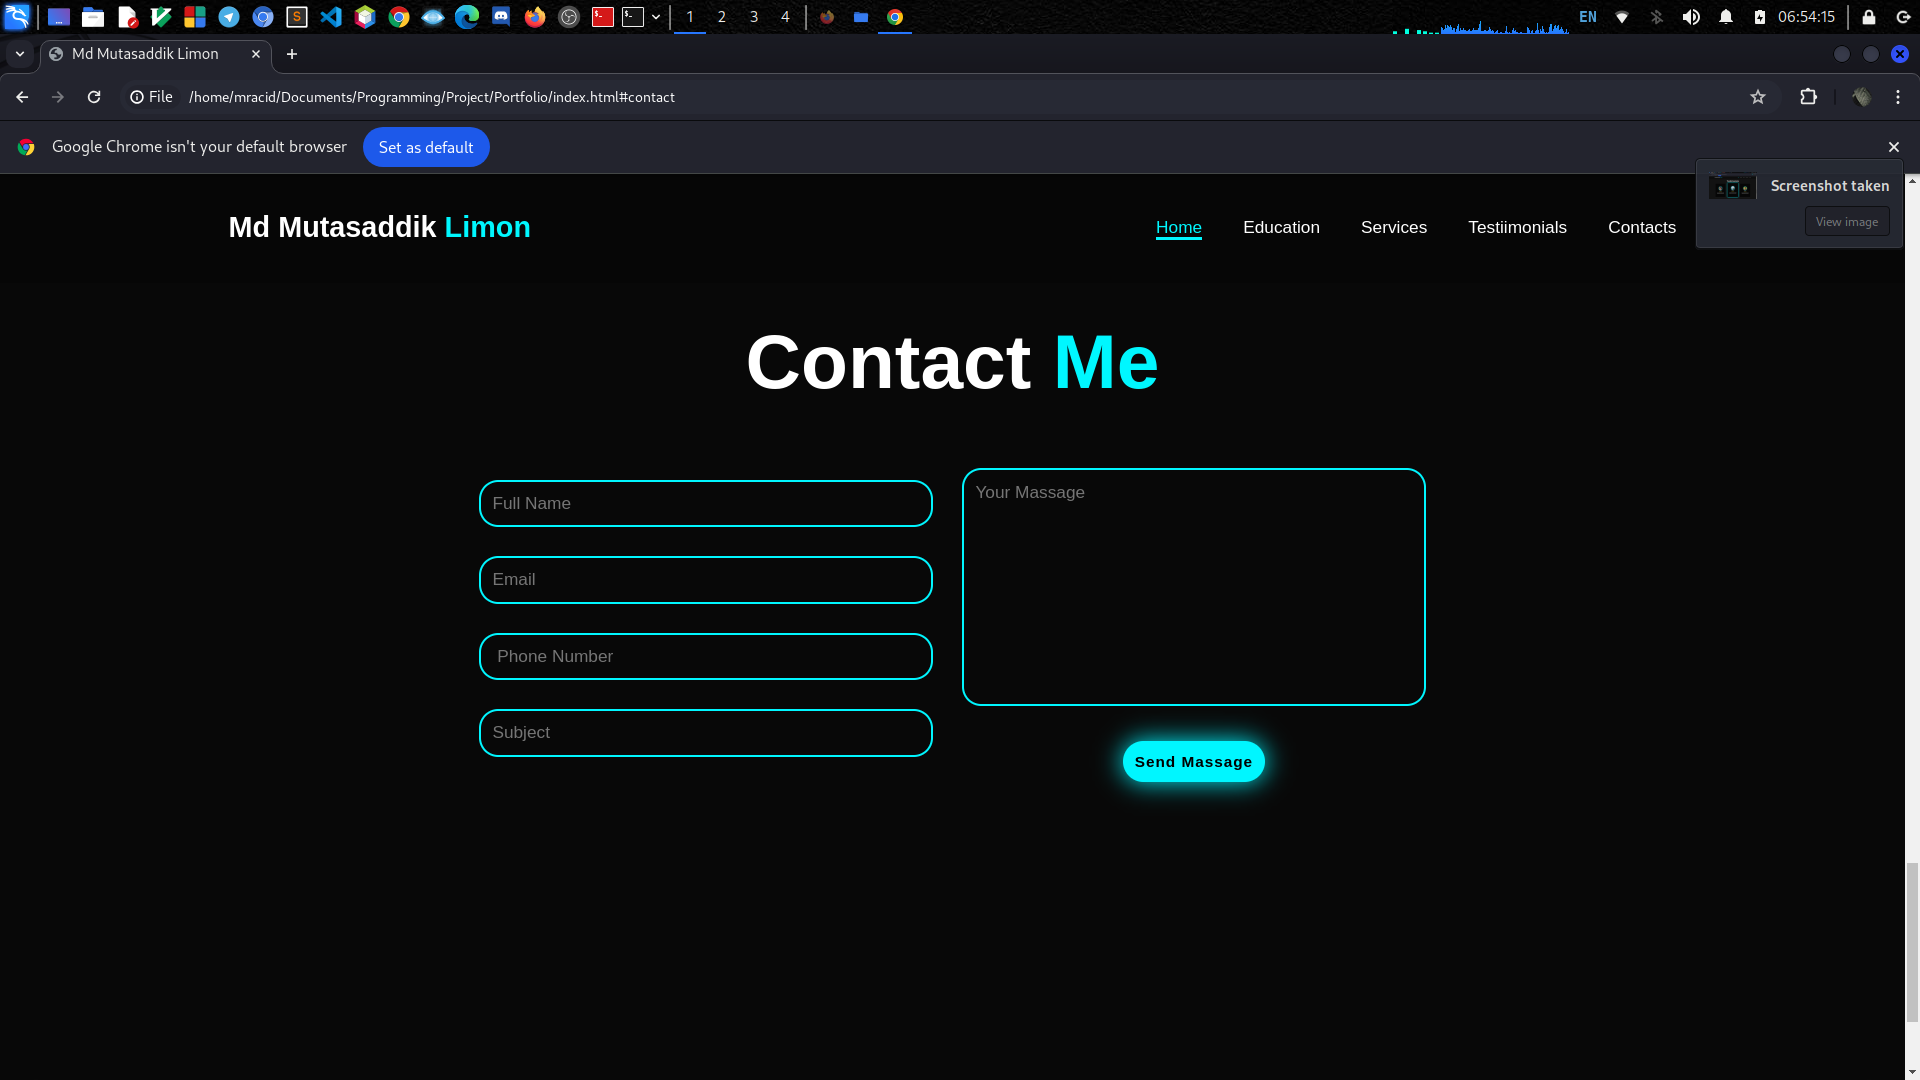 1 2 3 4 EN 06:54:15
Md Mutasaddik Limon
File /home/mracid/Documents/Programming/Project/Portfolio/index.html#contact
Google Chrome isn't your default browser Set as default
Screenshot taken
View image
Md Mutasaddik Limon Home Education Services Testiimonials Contacts
Contact Me
Full Name
Email
Phone Number
Subject
Your Massage
Send Massage